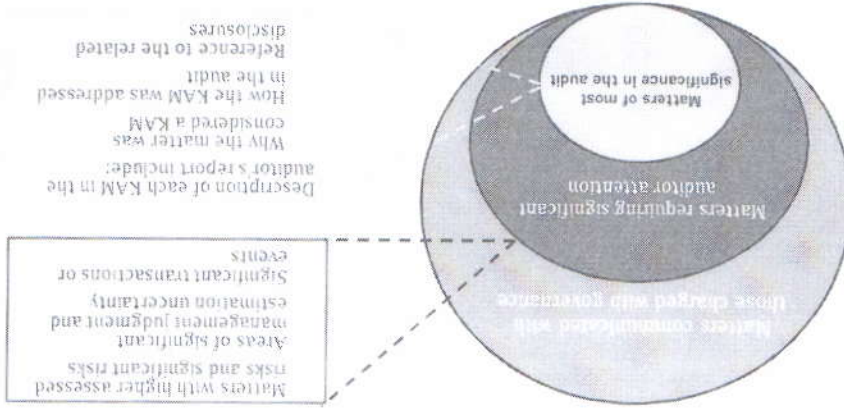 Matters communicated with
those charged with governance
Matters requiring significant
auditor attention
Matters of most
significance in the audit
Matters with higher assessed
risks and significant risks
Areas of significant
management judgment and
estimation uncertainty
Significant transactions or
events
Description of each KAM in the
auditor's report include:
Why the matter was
considered a KAM
How the KAM was addressed
in the audit
Reference to the related
disclosures